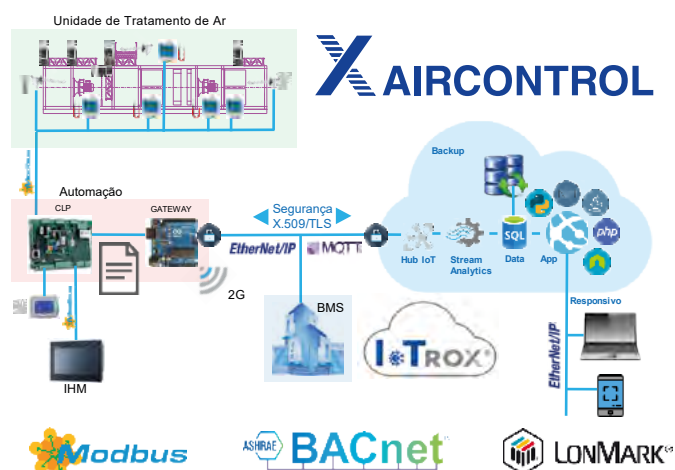 Unidade de Tratamento de Ar
X AIRCONTROL
Backup
Automação
CLP
GATEWAY
Segurança
X.509/TLS
EtherNet/IP
MQTT
SQL
php
Hub IoT
Stream
Analytics
Data
App
2G
BMS
Responsivo
IoTROX®
EtherNet/IP
IHM
Modbus
ASHRAE BACnet
LONMARK®